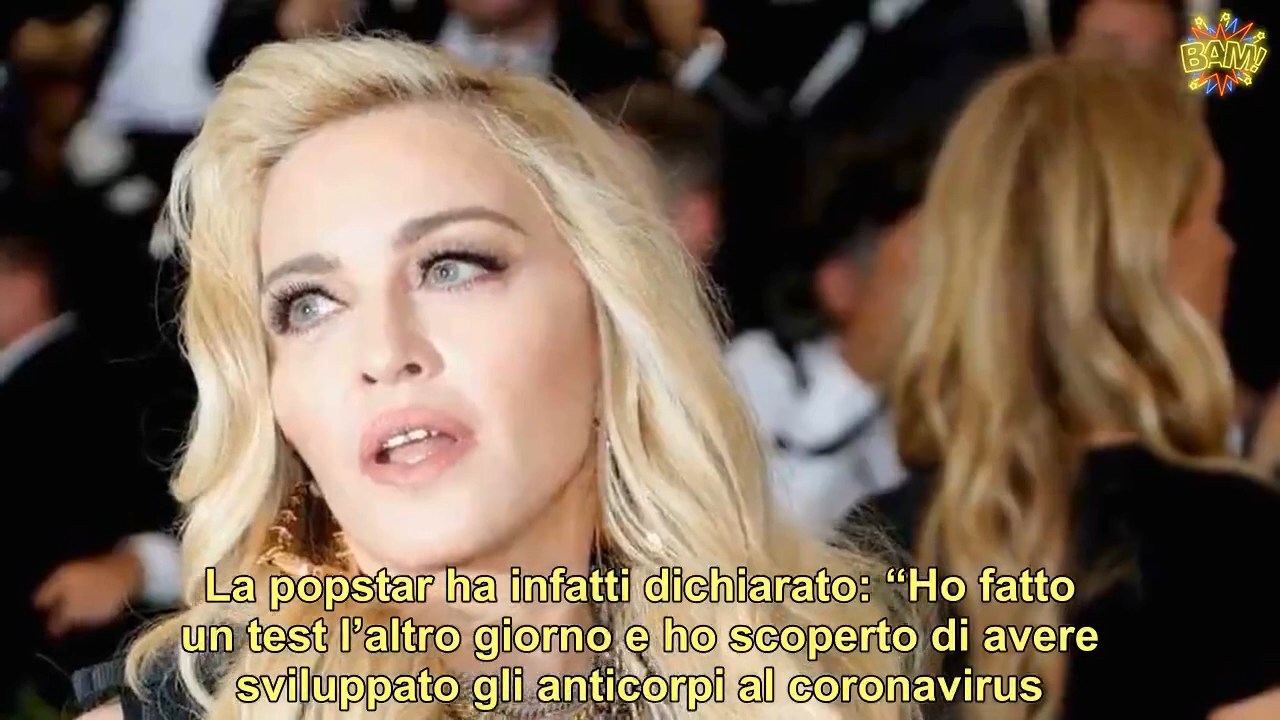 BAM!
La popstar ha infatti dichiarato: “Ho fatto
un test l’altro giorno e ho scoperto di avere
sviluppato gli anticorpi al coronavirus